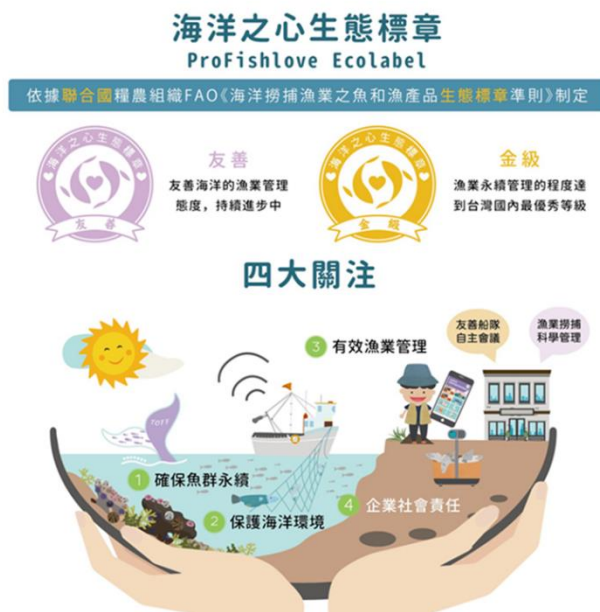 海洋之心生態標章
ProFishlove Ecolabel
依據聯合國糧農組織FAO《海洋撈捕漁業之魚和漁產品生態標章準則》制定
海洋之心生態標章
友善
友善
友善海洋的漁業管理
態度，持續進步中
海洋之心生態標章
金級
金級
漁業永續管理的程度達
到台灣國內最優秀等級
四大關注
3 有效漁業管理
友善船隊
自主會議
漁業撈捕
科學管理
1 確保魚群永續
2 保護海洋環境
4 企業社會責任